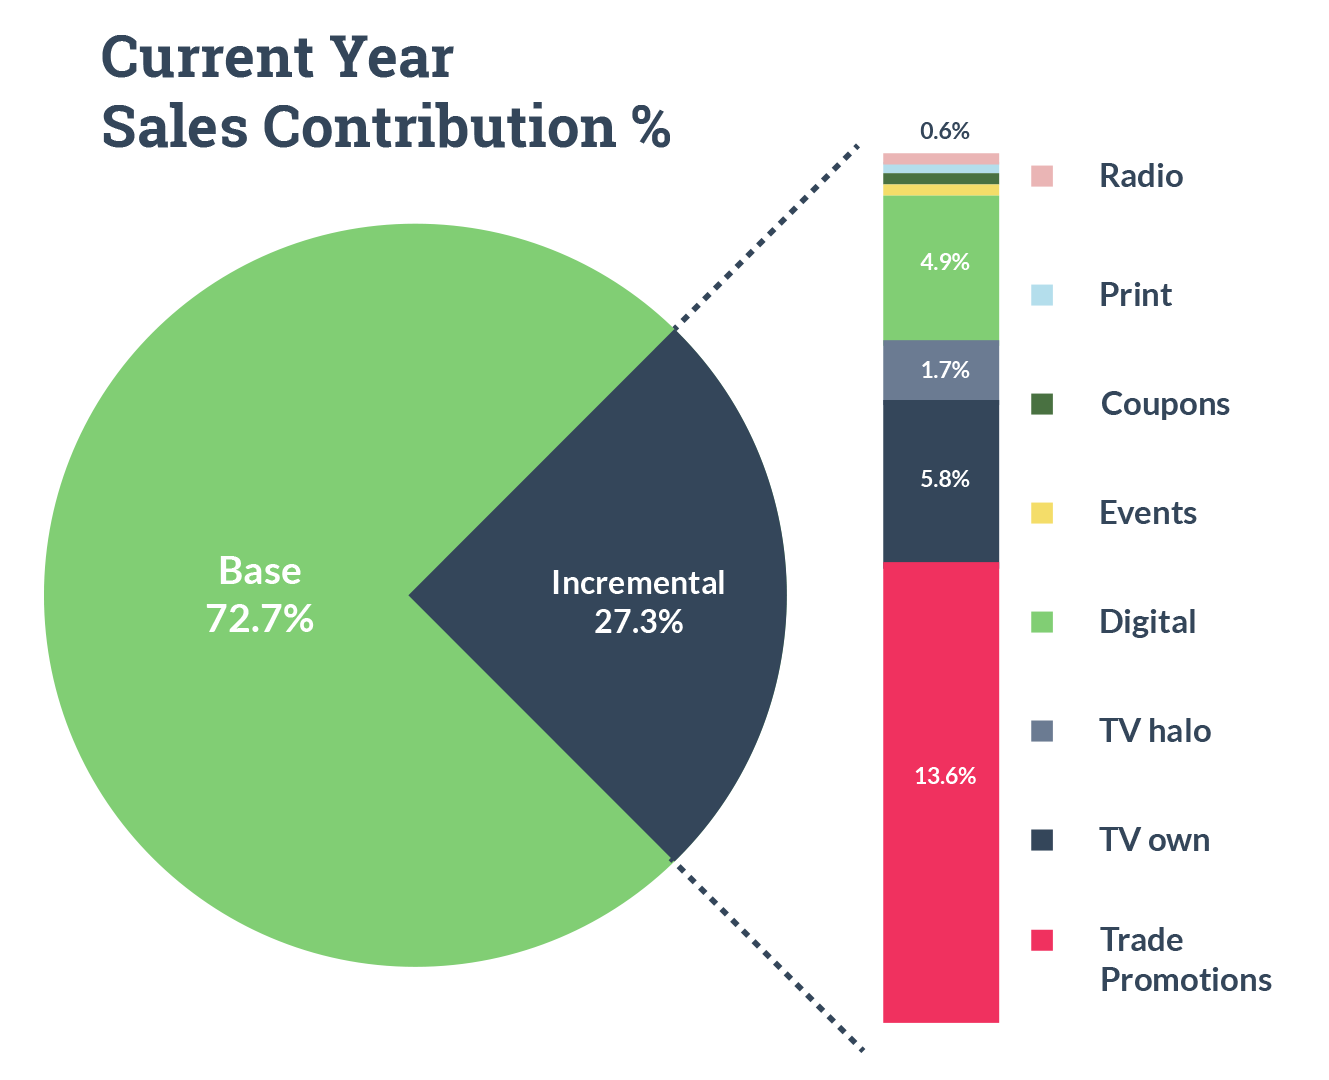 Current Year
Sales Contribution %
Base
72.7%
Incremental
27.3%
0.6%
4.9%
1.7%
5.8%
13.6%
Radio
Print
Coupons
Events
Digital
TV halo
TV own
Trade
Promotions